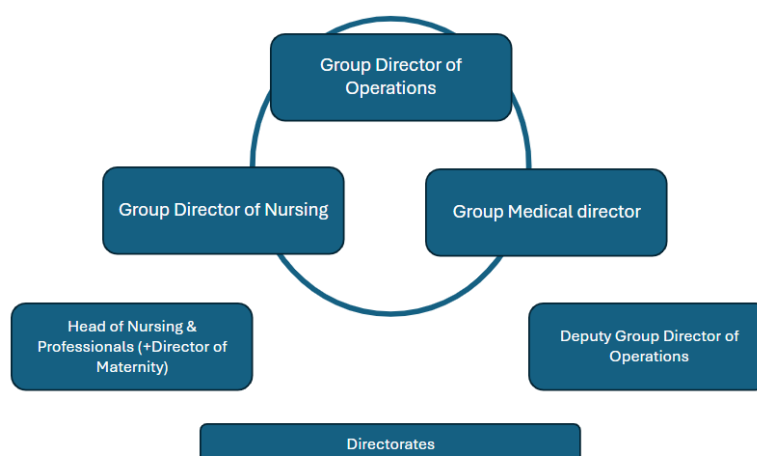 Group Director of
Operations
Group Director of Nursing
Group Medical director
Head of Nursing &
Professionals (+Director of
Maternity)
Deputy Group Director of
Operations
Directorates